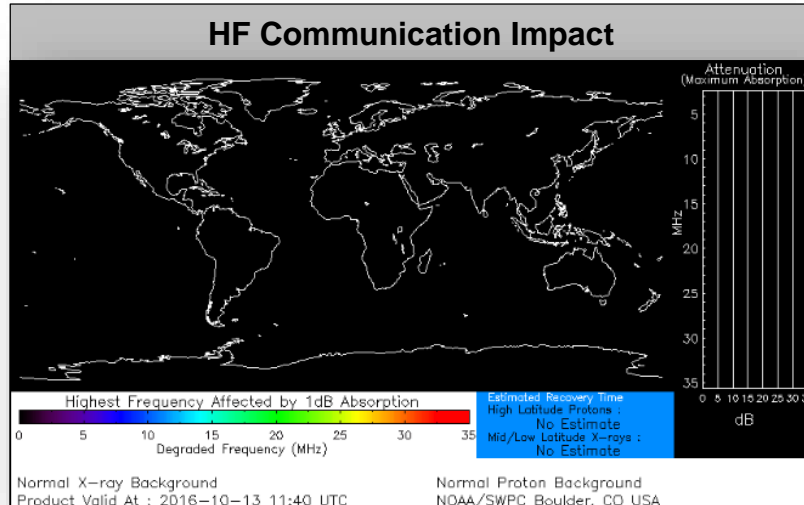 HF Communication Impact
Attenuation
(Maximum Absorption
5
10
15
20
25
30
35
MHz
0 5 10 15 20 25 30
dB
Highest Frequency Affected by 1dB Absorption
0 5 10 15 20 25 30 35
Degraded Frequency (MHz)
Estimated Recovery Time
High Latitude Protons :
No Estimate
Mid/Low Latitude X-rays :
No Estimate
Normal X-ray Background
Product Valid At : 2016-10-13 11:40 UTC
Normal Proton Background
NOAA/SWPC Boulder, CO USA